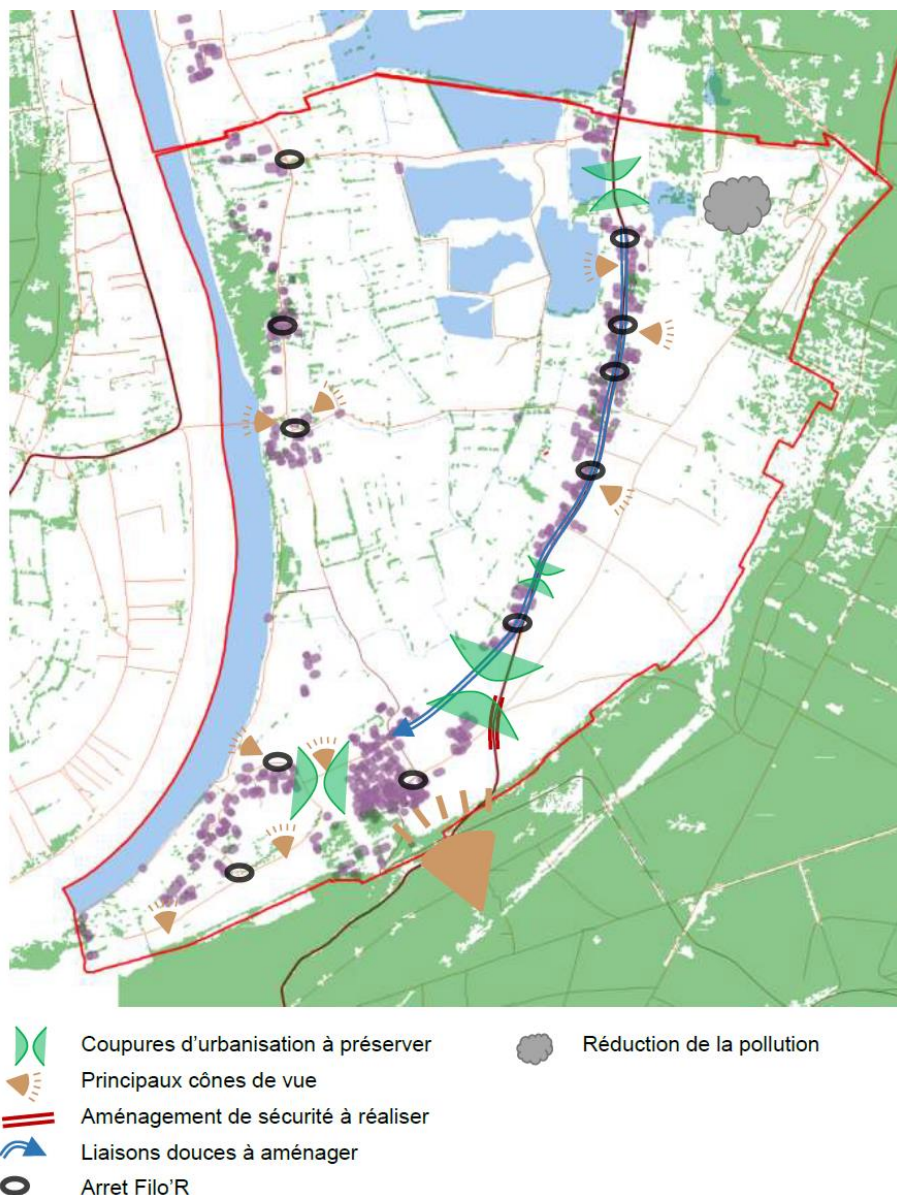 Coupures d'urbanisation à préserver
Réduction de la pollution
Principaux cônes de vue
Aménagement de sécurité à réaliser
Liaisons douces à aménager
Arret Filo'R